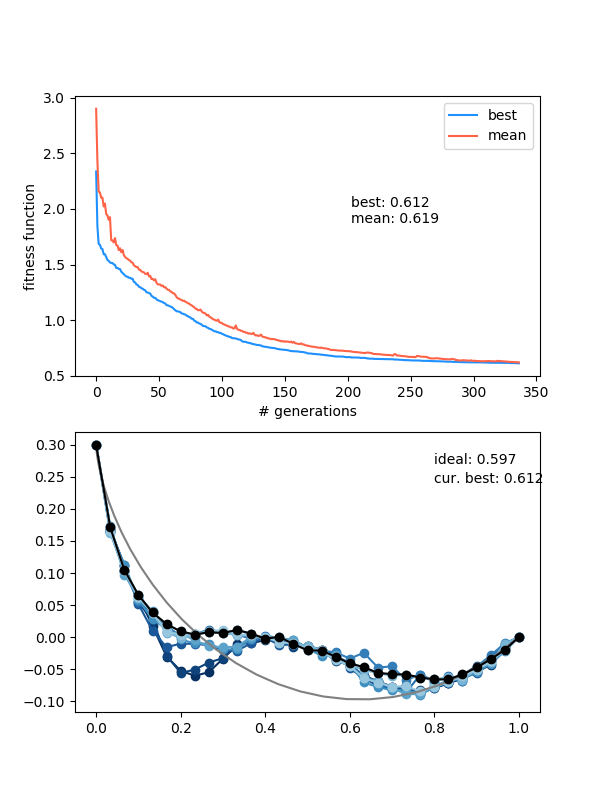 3.0
2.5
2.0
1.5
1.0
0.5
fitness function
best
mean
best: 0.612
mean: 0.619
0 50 100 150 200 250 300 350
# generations
0.30
0.25
0.20
0.15
0.10
0.05
0.00
−0.05
−0.10
ideal: 0.597
cur. best: 0.612
0.0 0.2 0.4 0.6 0.8 1.0